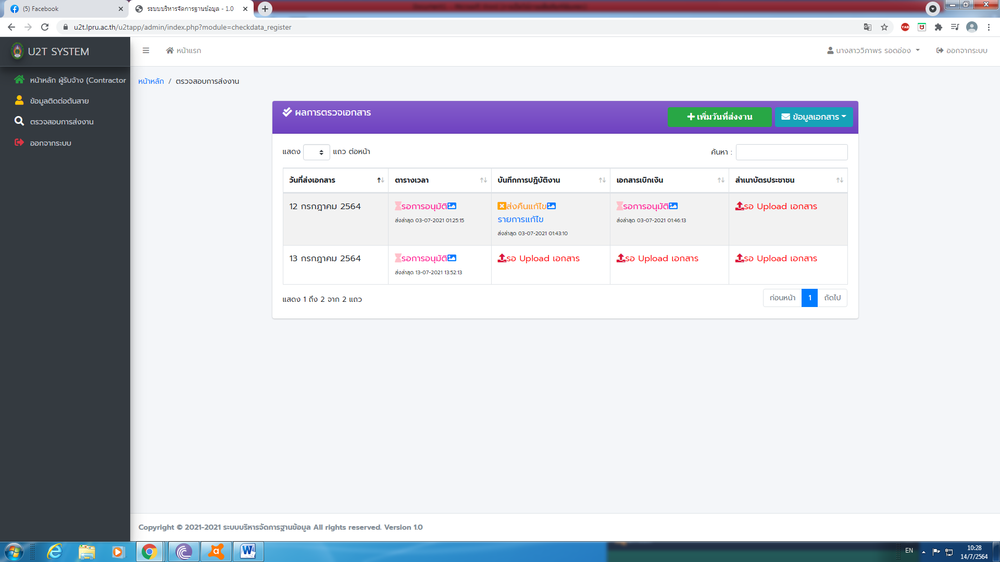 (5) Facebook
ระบบบริหารจัดการฐานข้อมูล - 1.0
u2t.lpru.ac.th/u2tapp/admin/index.php?module=checkdata_register
U2T SYSTEM
หน้าแรก
นางสาววิภาพร รอดอ่อง
ออกจากระบบ
หน้าหลัก ผู้รับจ้าง (Contractor
ข้อมูลติดต่อต้นสาย
ตรวจสอบการส่งงาน
ออกจากระบบ
หน้าหลัก / ตรวจสอบการส่งงาน
ผลการตรวจเอกสาร
เพิ่มวันที่ส่งงาน
ข้อมูลเอกสาร
แสดง แถว ต่อหน้า
ค้นหา :
วันที่ส่งเอกสาร ตารางเวลา บันทึกการปฏิบัติงาน เอกสารเบิกเงิน สำเนาบัตรประชาชน
12 กรกฎาคม 2564 รอการอนุมัติ ส่งคืนแก้ไข รอการอนุมัติ รอ Upload เอกสาร
ส่งล่าสุด 03-07-2021 01:25:15 รายการแก้ไข ส่งล่าสุด 03-07-2021 01:46:13
ส่งล่าสุด 03-07-2021 01:43:10
13 กรกฎาคม 2564 รอการอนุมัติ รอ Upload เอกสาร รอ Upload เอกสาร รอ Upload เอกสาร
ส่งล่าสุด 13-07-2021 13:52:13
แสดง 1 ถึง 2 จาก 2 แถว
ก่อนหน้า 1 ถัดไป
Copyright © 2021-2021 ระบบบริหารจัดการฐานข้อมูล All rights reserved. Version 1.0
EN
10:28
14/7/2564